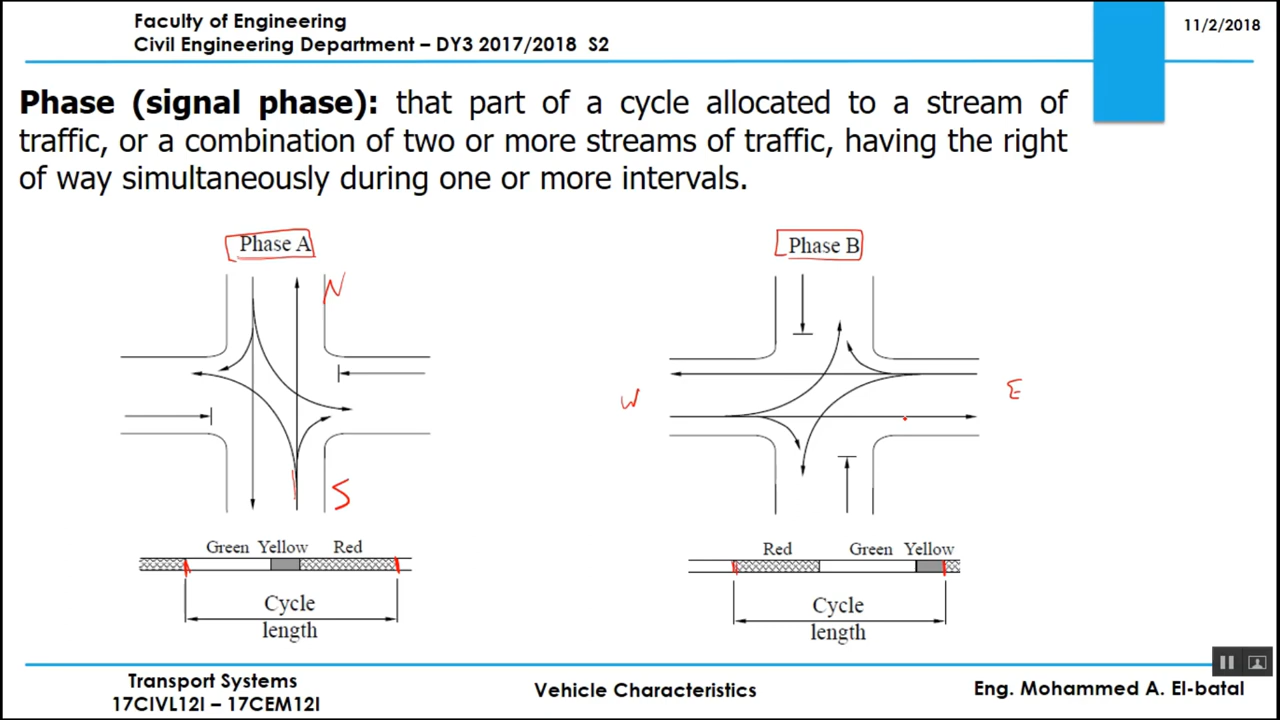 Faculty of Engineering
Civil Engineering Department – DY3 2017/2018 S2
11/2/2018
Phase (signal phase): that part of a cycle allocated to a stream of
traffic, or a combination of two or more streams of traffic, having the right
of way simultaneously during one or more intervals.
Phase A
Phase B
N
W
E
S
Green Yellow Red
Red Green Yellow
Cycle
length
Cycle
length
Transport Systems
17CIVL12I – 17CEM12I
Vehicle Characteristics
Eng. Mohammed A. El-batal